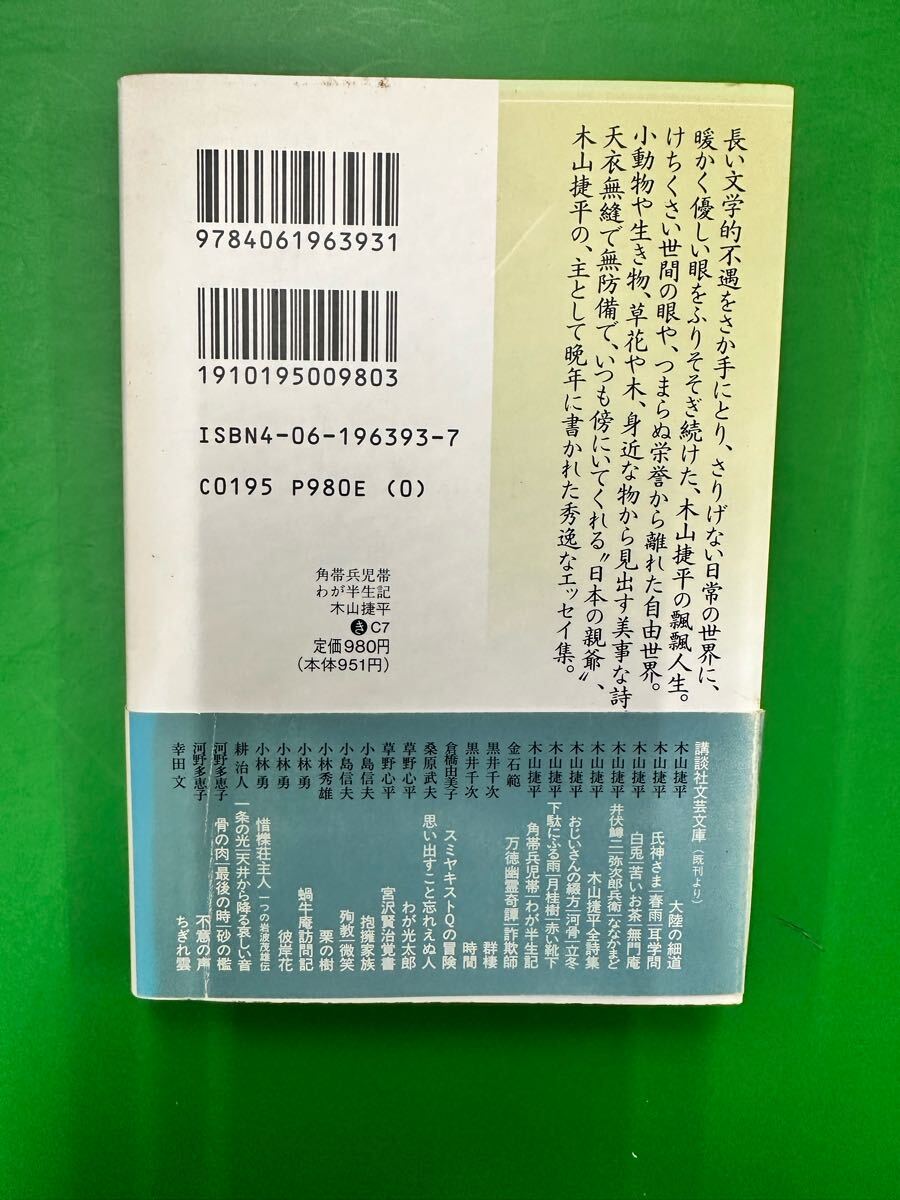 長い文学的不遇をさか手にとり、さりげない日常の世界に、
暖かく優しい眼をふりそそぎ続けた、木山捷平の飄飄人生。
けちくさい世間の眼や、つまらぬ栄誉から離れた自由世界。
小動物や生き物、草花や木、身近な物から見出す美事な詩
天衣無縫で無防備で、いつも傍にいてくれる〝日本の親爺〟、
木山捷平の、主として晩年に書かれた秀逸なエッセイ集。
9784061963931
1910195009803
ISBN4-06-196393-7
C0195 P980E (0)
角帯兵児帯
わが半生記
木山捷平
きC7
定価980円
(本体951円)
講談社文芸文庫(既刊より)
木山捷平 大陸の細道
木山捷平 氏神さま|春雨|耳学問
木山捷平 白兎|苦いお茶|無門庵
木山捷平 井伏鱒二|弥次郎兵衛|ななかまど
木山捷平 木山捷平全詩集
木山捷平 おじいさんの綴方|河骨|立冬
木山捷平 下駄にふる雨|月桂樹|赤い靴下
木山捷平 角帯兵児帯|わが半生記
金石範 万徳幽霊奇譚|詐欺師
黒井千次 群棲
黒井千次 時間
倉橋由美子 スミヤキストQの冒険
桑原武夫 思い出すこと忘れえぬ人
草野心平 わが光太郎
草野心平 宮沢賢治覚書
小島信夫 抱擁家族
小島信夫 殉教|微笑
小林秀雄 栗の樹
小林勇 蝸牛庵訪問記
小林勇 彼岸花
小林勇 惜櫟荘主人 一つの岩波茂雄伝
耕治人 一条の光|天井から降る哀しい音
河野多惠子 骨の肉|最後の時|砂の檻
河野多惠子 不意の声
幸田文 ちぎれ雲